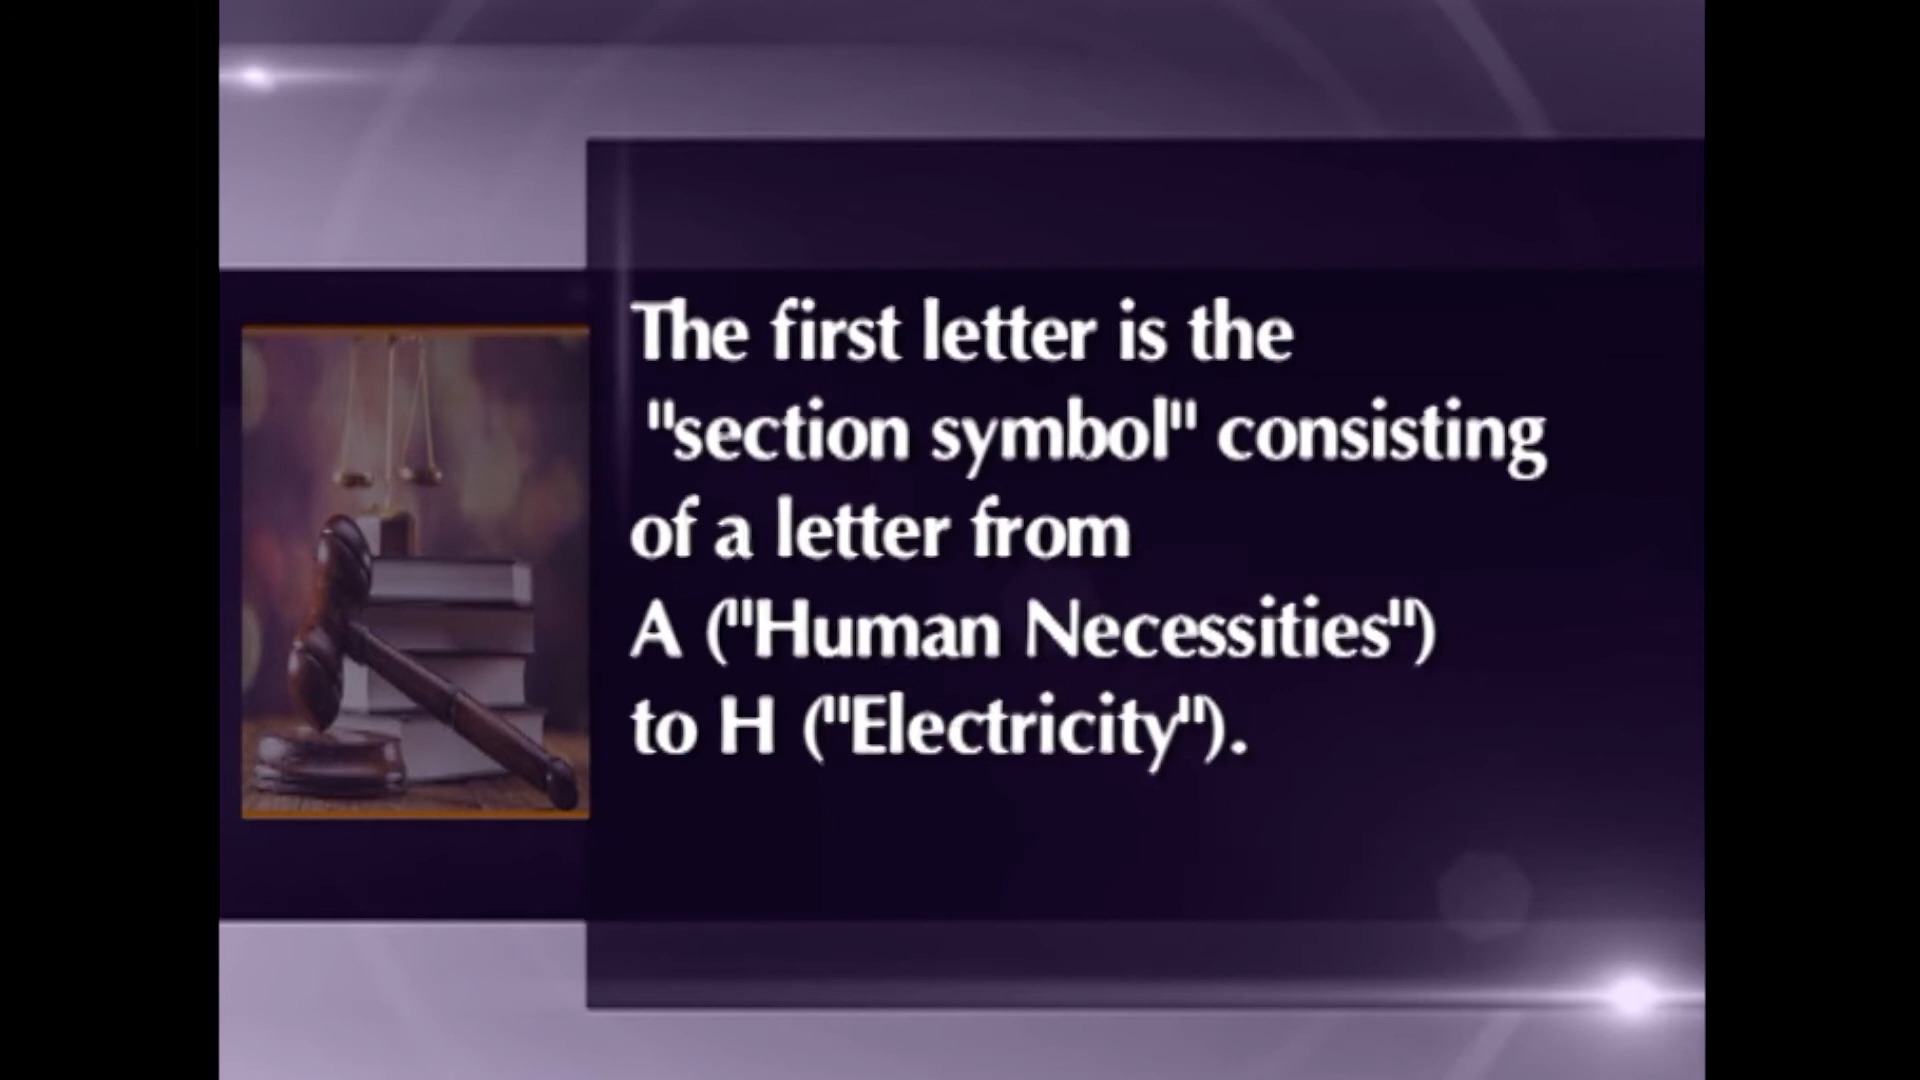 The first letter is the
"section symbol" consisting
of a letter from
A ("Human Necessities")
to H ("Electricity").